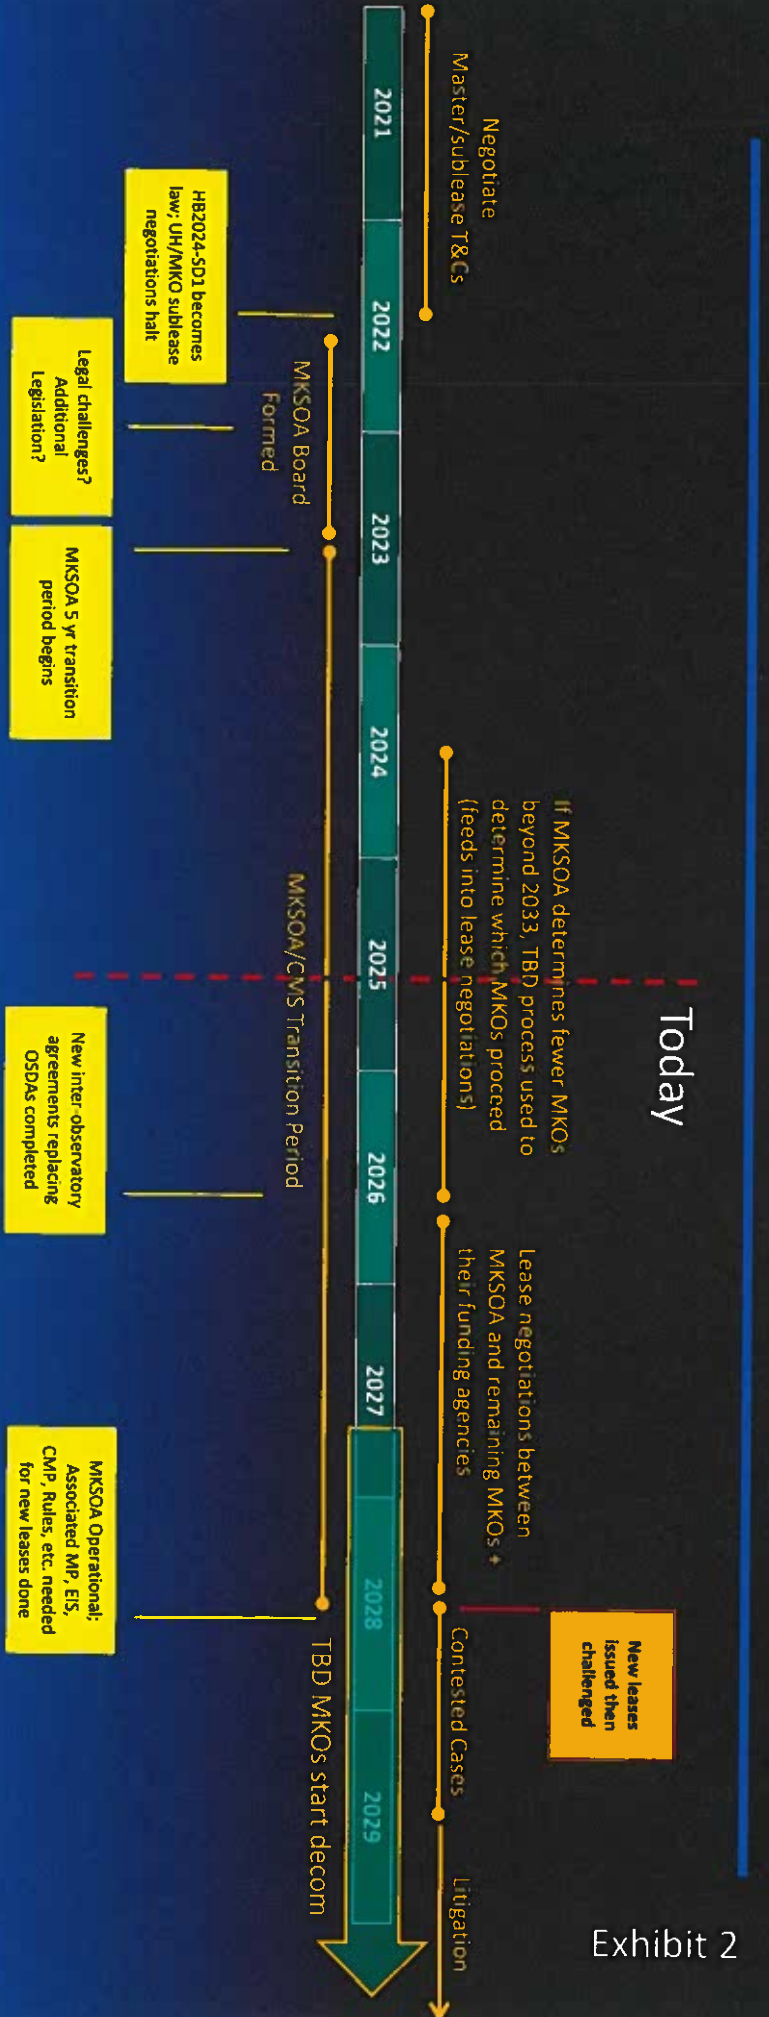 Exhibit 2
Today
Negotiate
Master/sublease T&Cs
If MKSOA determines fewer MKOs
beyond 2033, TBD process used to
determine which MKOs proceed
(feeds into lease negotiations)
Lease negotiations between
MKSOA and remaining MKOs +
their funding agencies
New leases
issued then
challenged
Contested Cases
Litigation
2021
2022
2023
2024
2025
2026
2027
2028
2029
MKSOA Board
Formed
MKSOA/CMS Transition Period
TBD MKOs start decom
HB2024-SD1 becomes
law; UH/MKO sublease
negotiations halt
Legal challenges?
Additional
Legislation?
MKSOA 5 yr transition
period begins
New inter-observatory
agreements replacing
OSDAs completed
MKSOA Operational;
Associated MP, EIS,
CMP, Rules, etc. needed
for new leases done